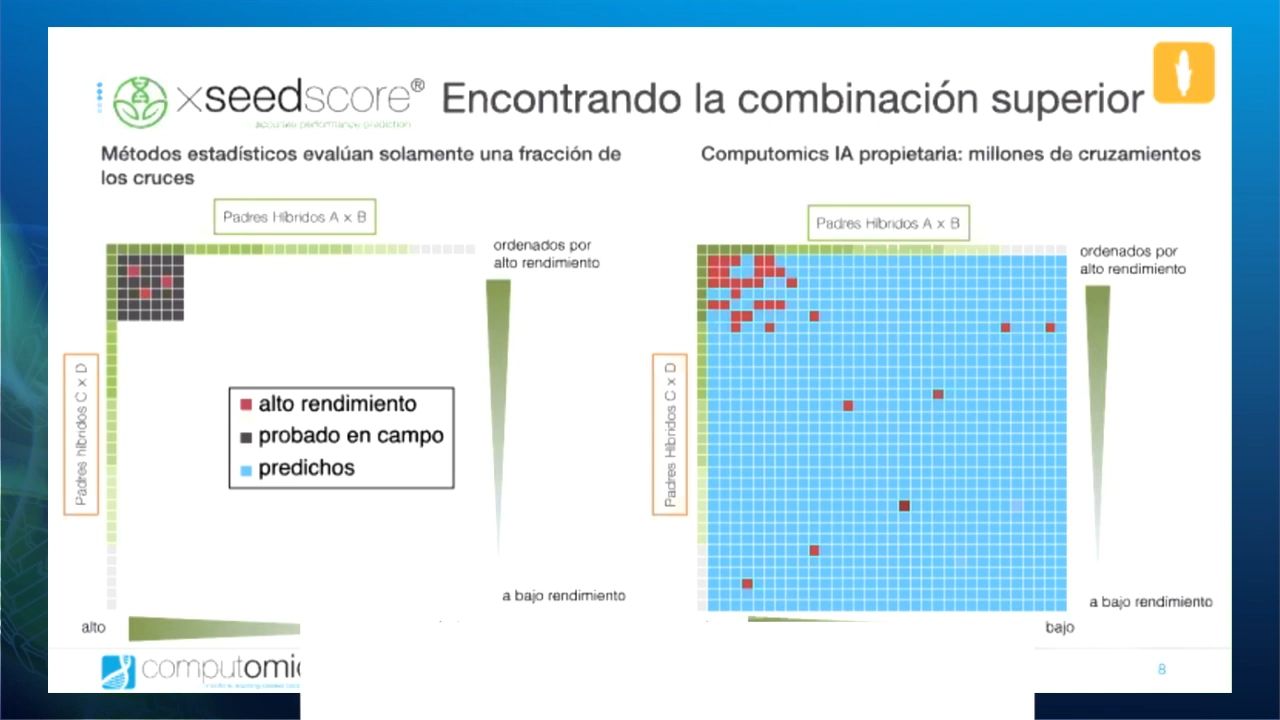 xseedscore® Encontrando la combinación superior
accurate performance prediction
Métodos estadísticos evalúan solamente una fracción de
los cruces
Padres Híbridos A x B
ordenados por
alto rendimiento
Padres híbridos C x D
alto rendimiento
probado en campo
predichos
a bajo rendimiento
alto
Computomics IA propietaria: millones de cruzamientos
Padres Híbridos A x B
ordenados por
alto rendimiento
Padres Híbridos C x D
a bajo rendimiento
bajo
computomic
8